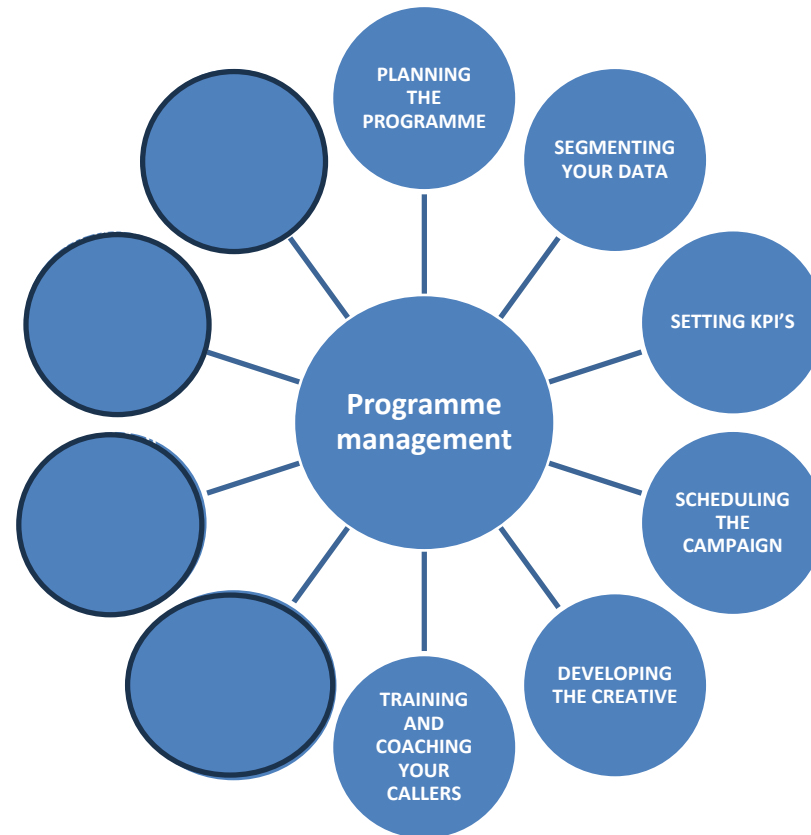 PLANNING
THE
PROGRAMME
SEGMENTING
YOUR DATA
SETTING KPI'S
Programme
management
SCHEDULING
THE
CAMPAIGN
DEVELOPING
THE CREATIVE
TRAINING
AND
COACHING
YOUR
CALLERS